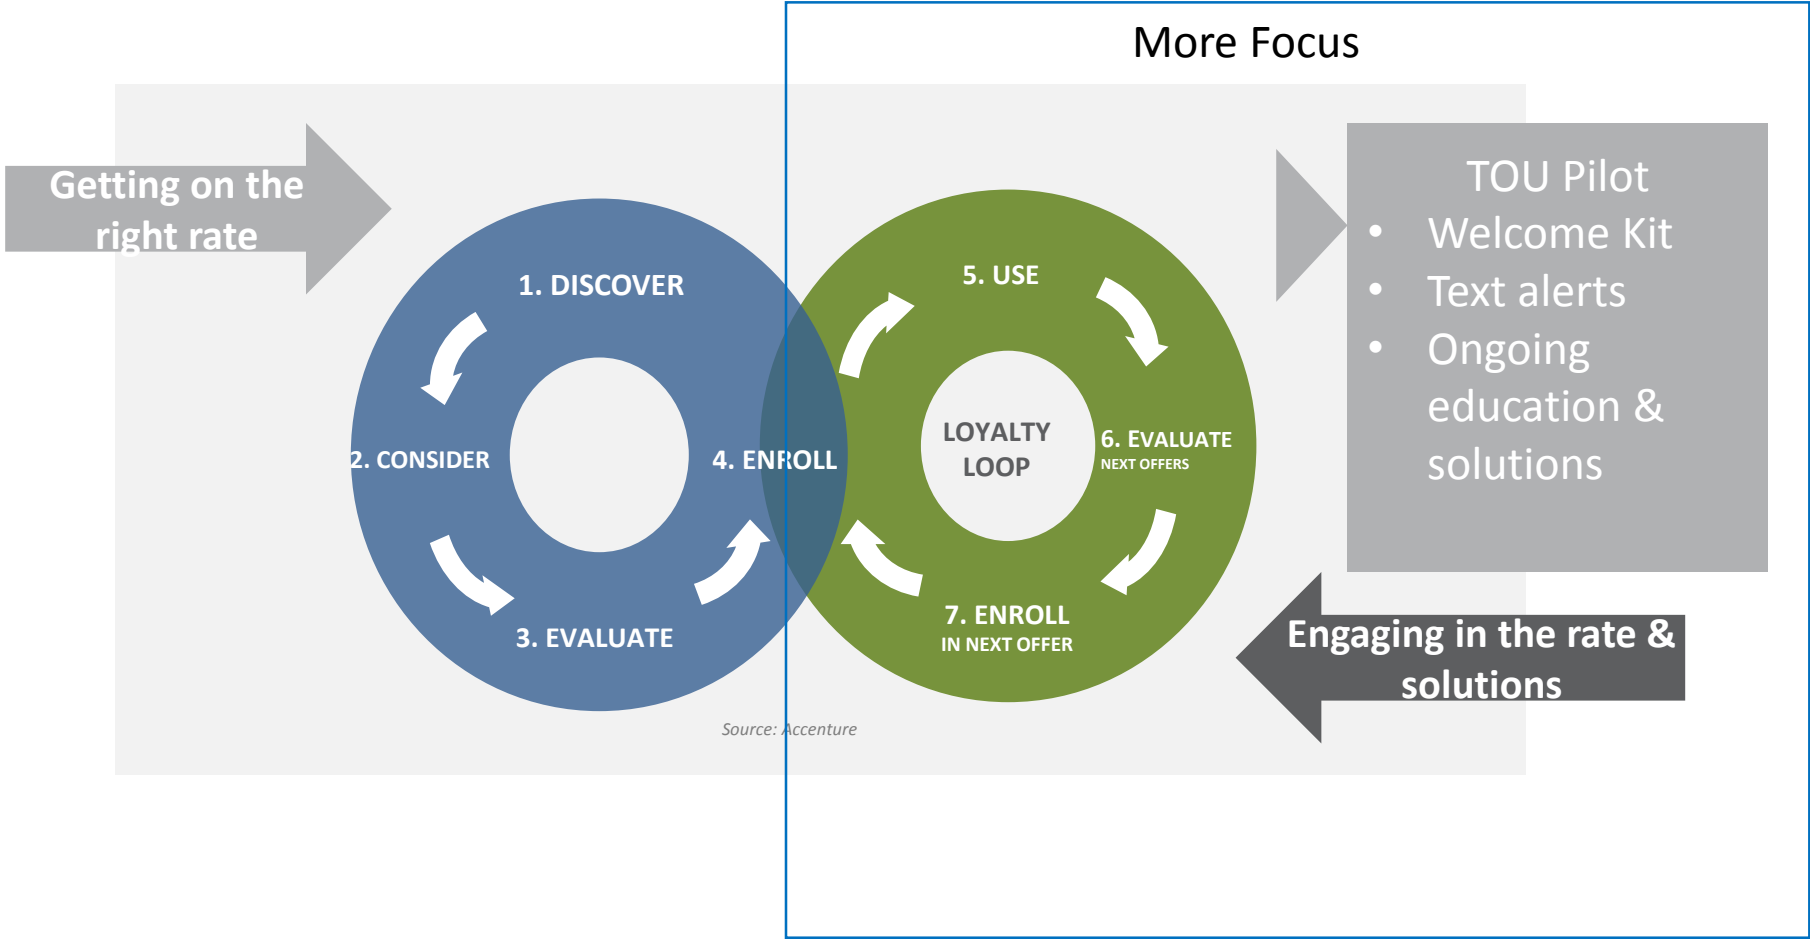 More Focus
Getting on the
right rate
1. DISCOVER
2. CONSIDER
3. EVALUATE
4. ENROLL
5. USE
LOYALTY
LOOP
6. EVALUATE
NEXT OFFERS
7. ENROLL
IN NEXT OFFER
TOU Pilot
• Welcome Kit
• Text alerts
• Ongoing
education &
solutions
Engaging in the rate &
solutions
Source: Accenture